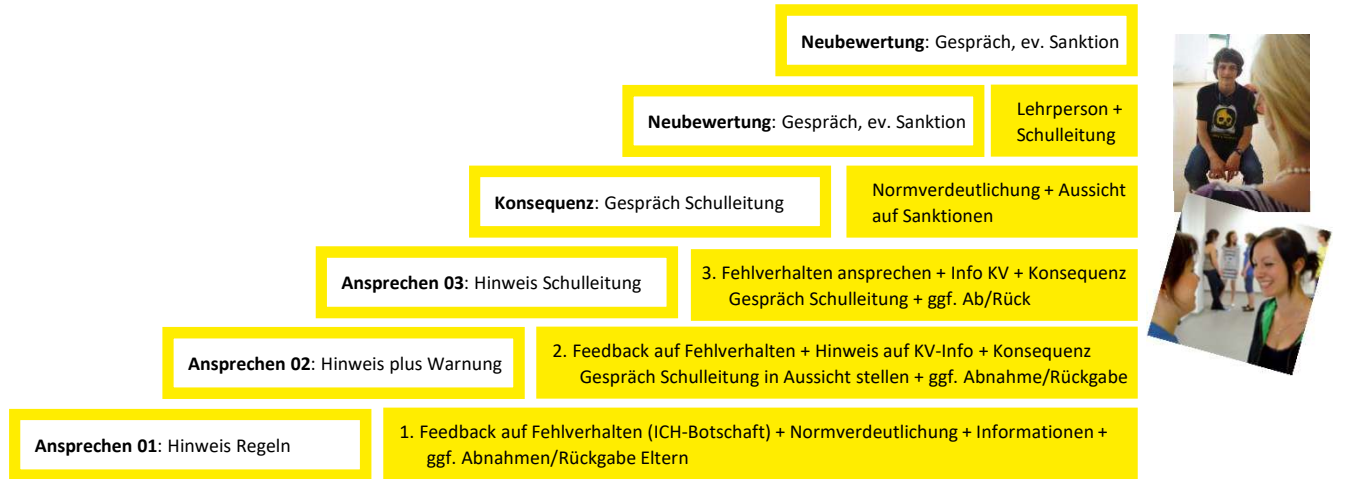 Neubewertung: Gespräch, ev. Sanktion
Neubewertung: Gespräch, ev. Sanktion
Lehrperson +
Schulleitung
Konsequenz: Gespräch Schulleitung
Normverdeutlichung + Aussicht
auf Sanktionen
Ansprechen 03: Hinweis Schulleitung
3. Fehlverhalten ansprechen + Info KV + Konsequenz
Gespräch Schulleitung + ggf. Ab/Rück
Ansprechen 02: Hinweis plus Warnung
2. Feedback auf Fehlverhalten + Hinweis auf KV-Info + Konsequenz
Gespräch Schulleitung in Aussicht stellen + ggf. Abnahme/Rückgabe
Ansprechen 01: Hinweis Regeln
1. Feedback auf Fehlverhalten (ICH-Botschaft) + Normverdeutlichung + Informationen +
ggf. Abnahmen/Rückgabe Eltern